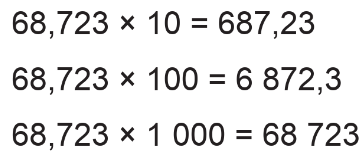 68,723 × 10 = 687,23
68,723 × 100 = 6 872,3
68,723 × 1 000 = 68 723